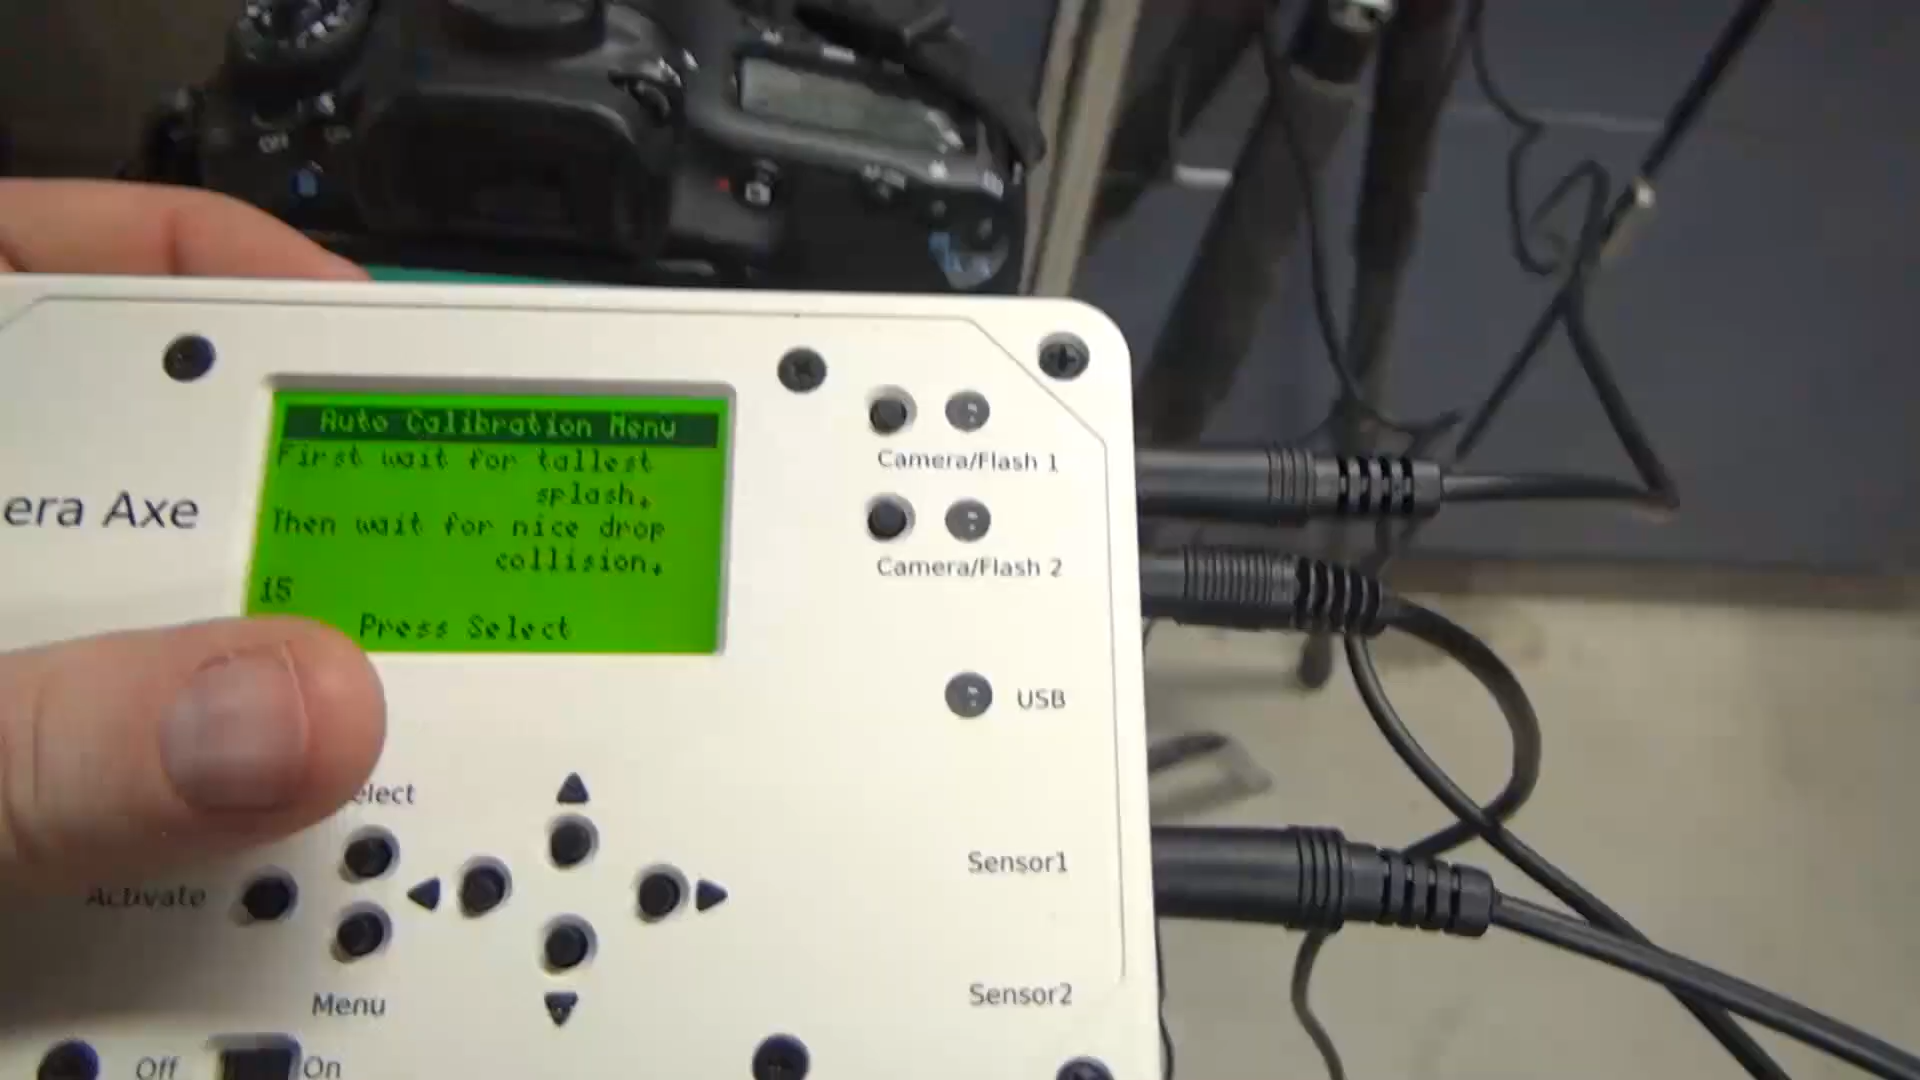 OFF
Auto Calibration Menu
First wait for tallest
splash.
Then wait for nice drop
collision.
15
Press Select
era Axe
Camera/Flash 1
Camera/Flash 2
USB
elect
Activate
Menu
Sensor1
Sensor2
Off
On